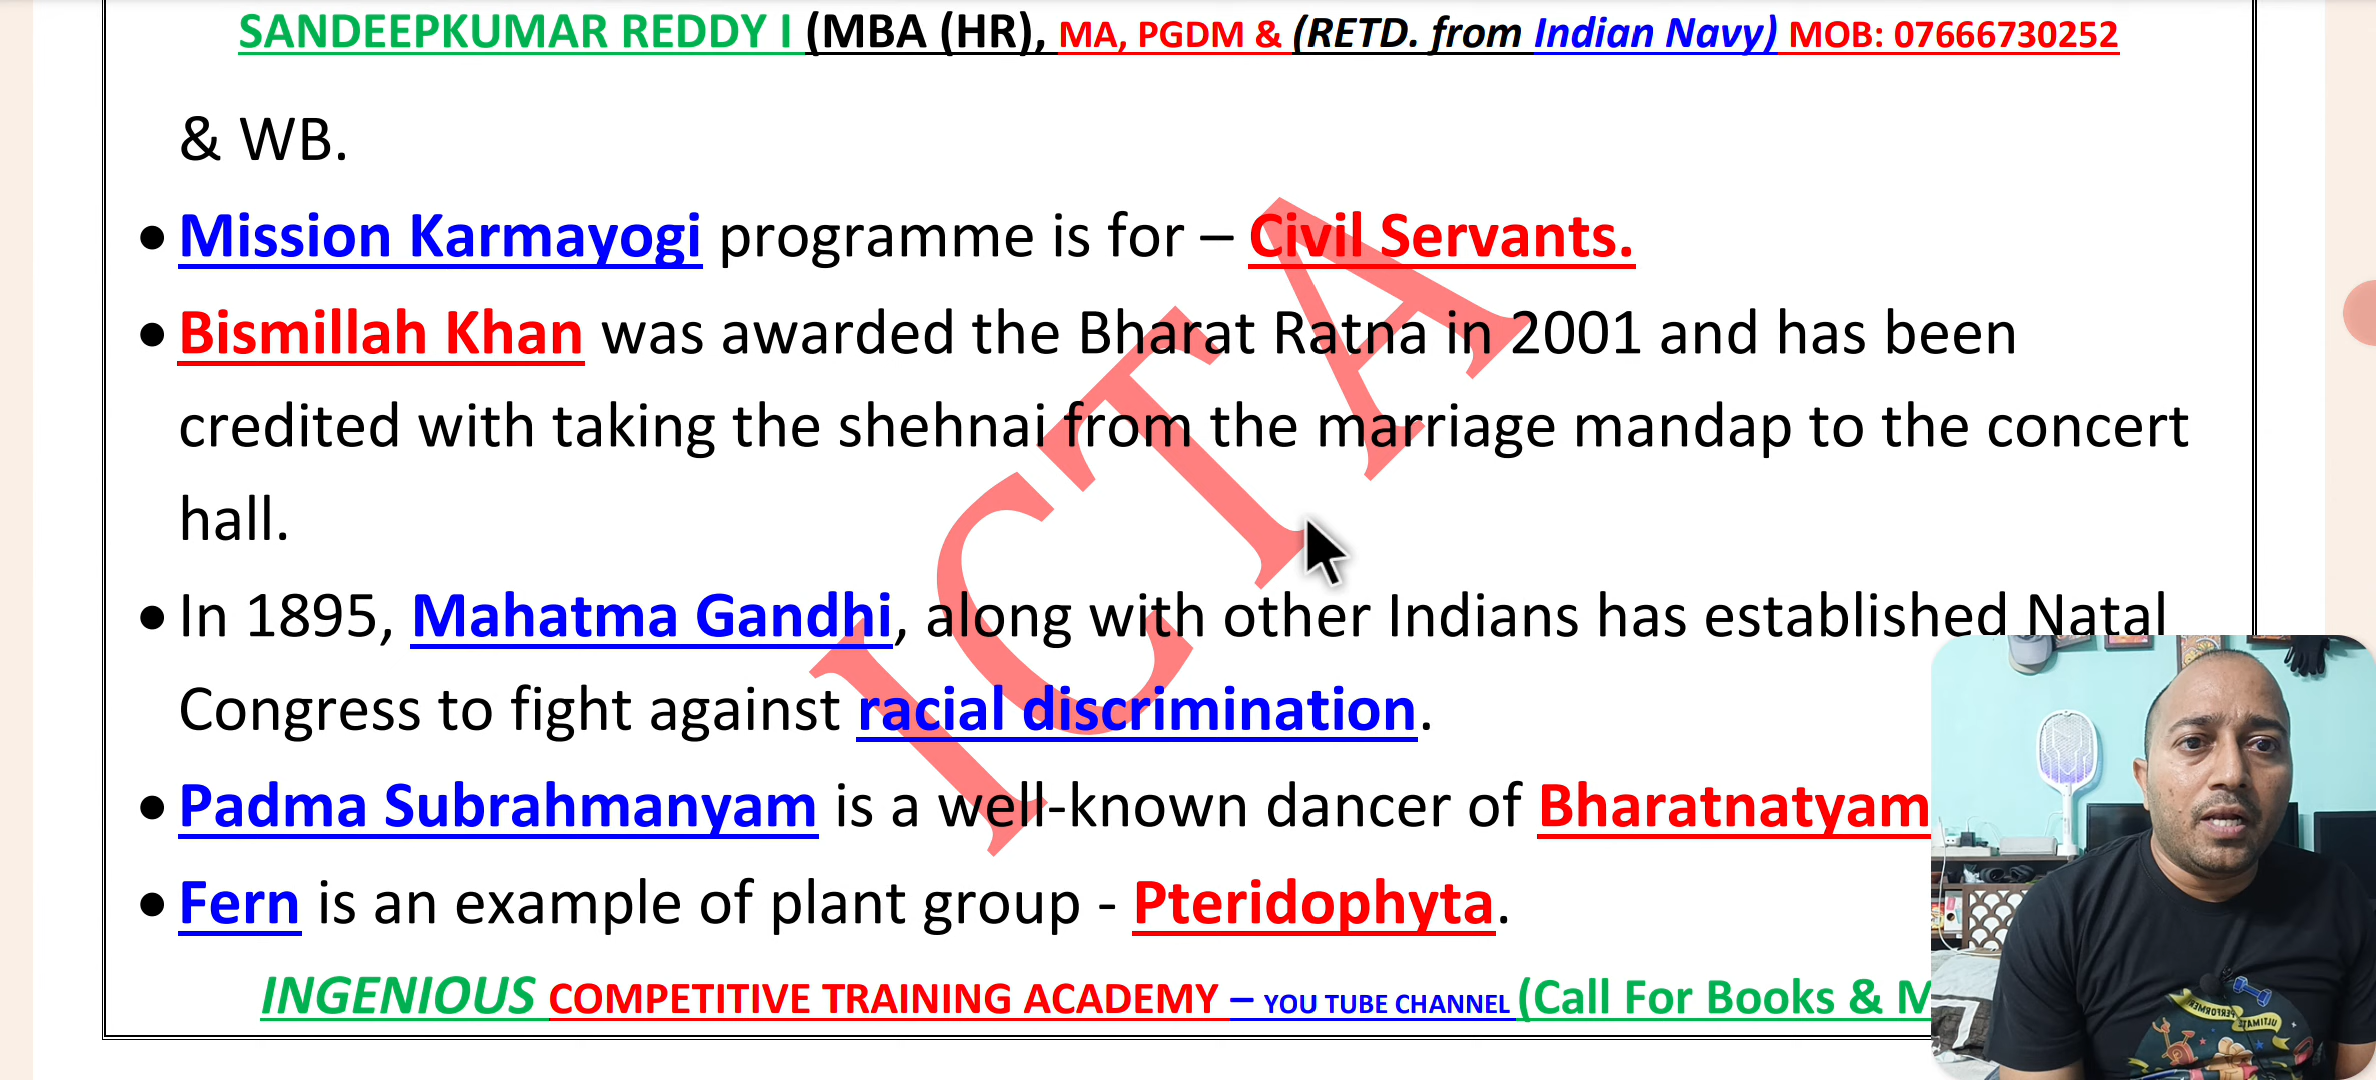 SANDEEPKUMAR REDDY I (MBA (HR), MA, PGDM & (RETD. from Indian Navy) MOB: 07666730252
& WB.
• Mission Karmayogi programme is for – Civil Servants.
• Bismillah Khan was awarded the Bharat Ratna in 2001 and has been
credited with taking the shehnai from the marriage mandap to the concert
hall.
• In 1895, Mahatma Gandhi, along with other Indians has established Natal
Congress to fight against racial discrimination.
• Padma Subrahmanyam is a well-known dancer of Bharatnatyam
• Fern is an example of plant group - Pteridophyta.
INGENIOUS COMPETITIVE TRAINING ACADEMY – YOU TUBE CHANNEL (Call For Books &
ICTA